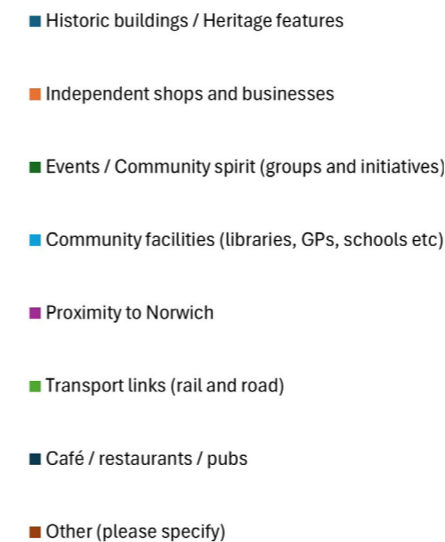 Historic buildings / Heritage features
Independent shops and businesses
Events / Community spirit (groups and initiatives)
Community facilities (libraries, GPs, schools etc)
Proximity to Norwich
Transport links (rail and road)
Café / restaurants / pubs
Other (please specify)